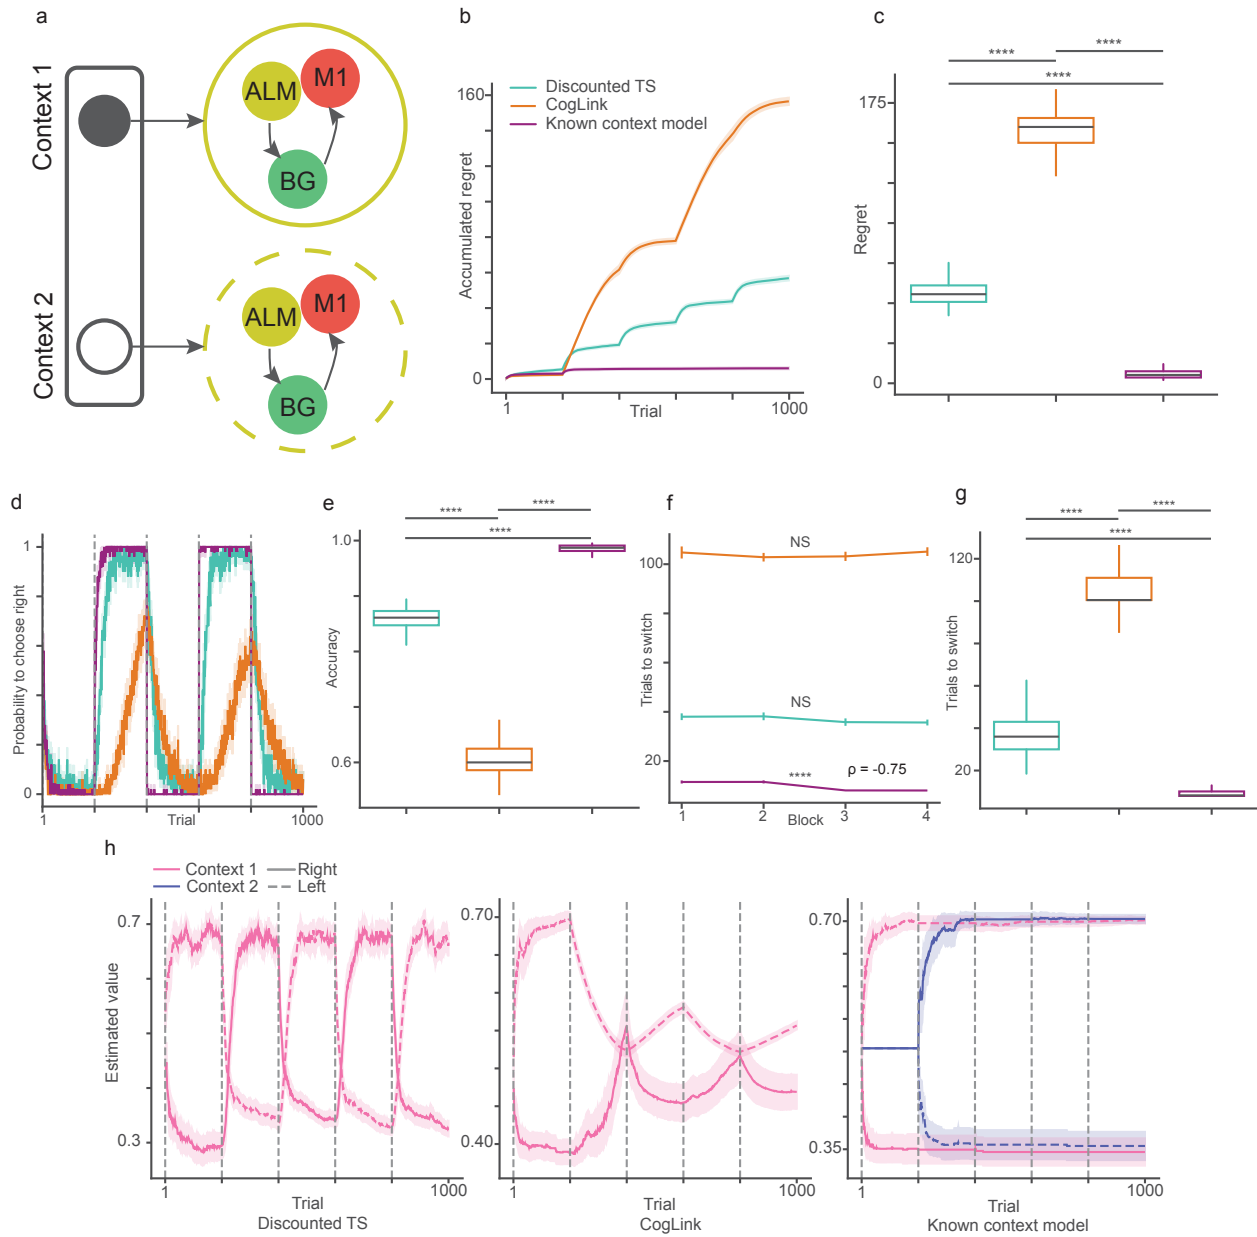 a
Context 1
ALM
M1
BG
Context 2
ALM
M1
BG
b
Discounted TS
CogLink
Known context model
160
Accumulated regret
0
1
Trial
1000
c
****
****
****
175
Regret
0
d
1
Probability to choose right
0
1
Trial
1000
e
****
****
****
1.0
Accuracy
0.6
f
100
NS
Trials to switch
NS
20
****
ρ = -0.75
1
2
Block
3
4
g
****
****
****
120
Trials to switch
20
h
Context 1
Right
Context 2
Left
0.7
Estimated value
0.3
1
1000
Trial
Discounted TS
0.70
0.40
1
1000
Trial
CogLink
0.70
0.35
1
1000
Trial
Known context model